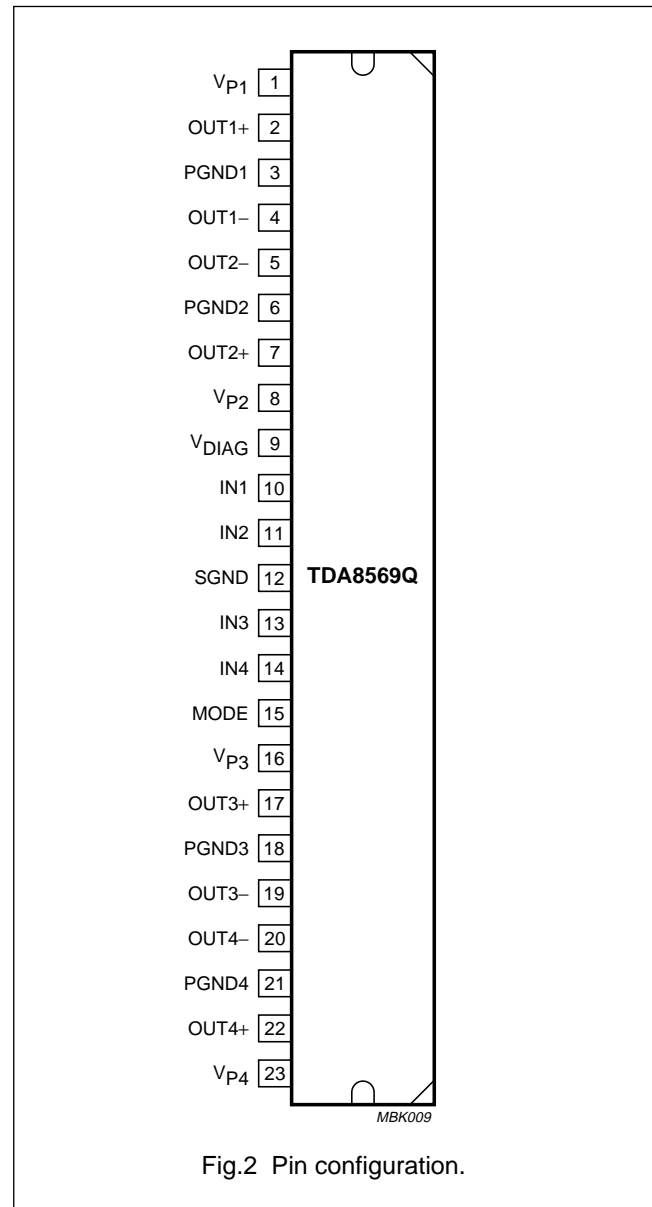 VP1 1
OUT1+ 2
PGND1 3
OUT1− 4
OUT2− 5
PGND2 6
OUT2+ 7
VP2 8
VDIAG 9
IN1 10
IN2 11
SGND 12 TDA8569Q
IN3 13
IN4 14
MODE 15
VP3 16
OUT3+ 17
PGND3 18
OUT3− 19
OUT4− 20
PGND4 21
OUT4+ 22
VP4 23
MBK009
Fig.2 Pin configuration.